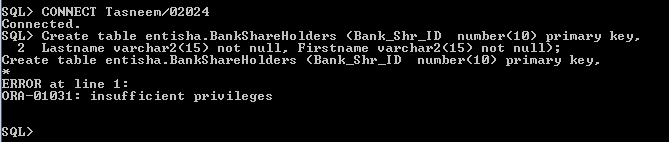 SQL> CONNECT Tasneem/02024
Connected.
SQL> Create table entisha.BankShareHolders (Bank_Shr_ID  number(10) primary key,
  2  Lastname varchar2(15) not null, Firstname varchar2(15) not null);
Create table entisha.BankShareHolders (Bank_Shr_ID  number(10) primary key,
*
ERROR at line 1:
ORA-01031: insufficient privileges
SQL>